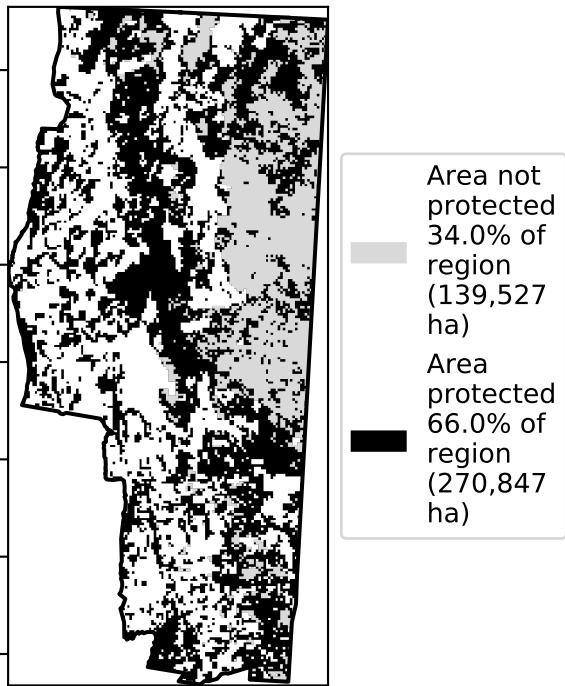 Area not
protected
34.0% of
region
(139,527
ha)
Area
protected
66.0% of
region
(270,847
ha)